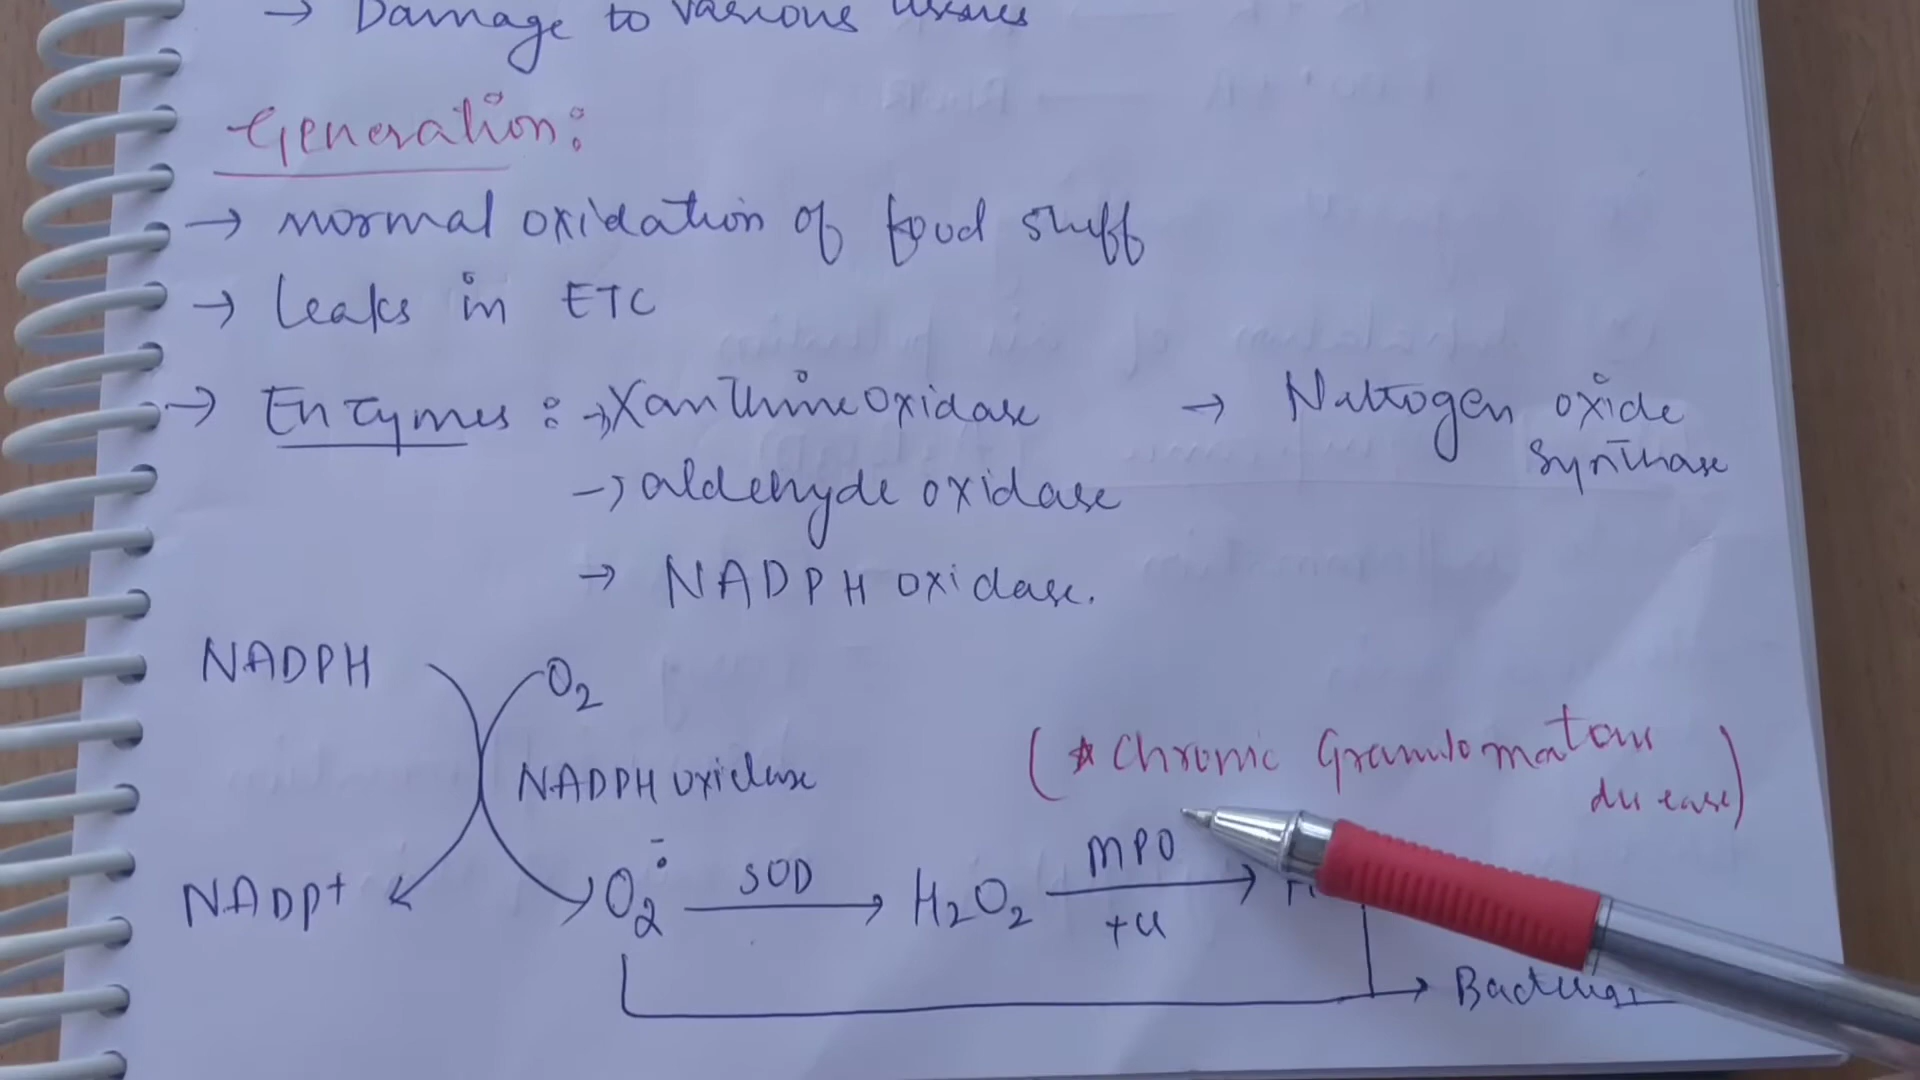 → Damage to various tissues
Generation:
→ normal oxidation of food stuff
→ leaks in ETC
→ Enzymes : → Xanthine oxidase → Nitrogen oxide synthase
→ aldehyde oxidase
→ NADPH oxidase.
NADPH O2
NADPH oxidase
(* Chronic Granulomatous disease)
NADP+ O2•- SOD → H2O2 MPO →
+Cl